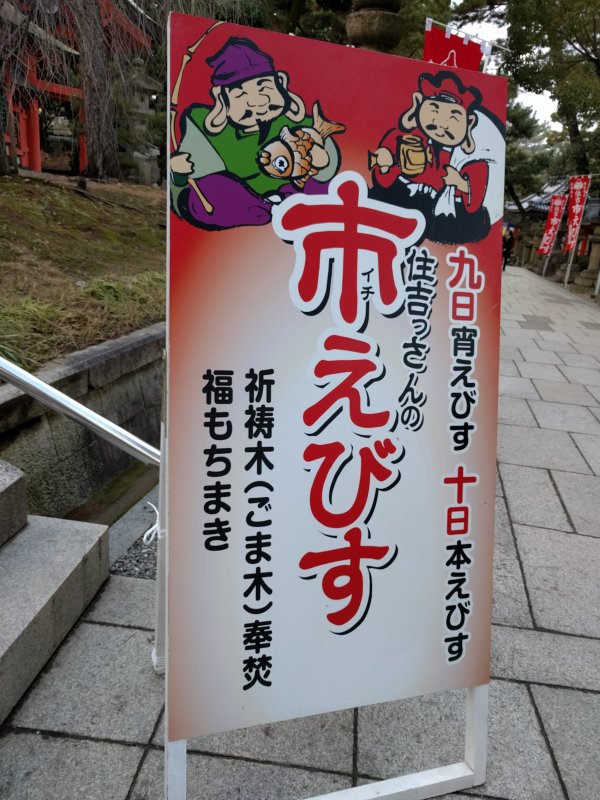 九日宵えびす 十日本えびす
住吉っさんの
市えびす
イチ
祈祷木(ごま木)奉焚
福もちまき